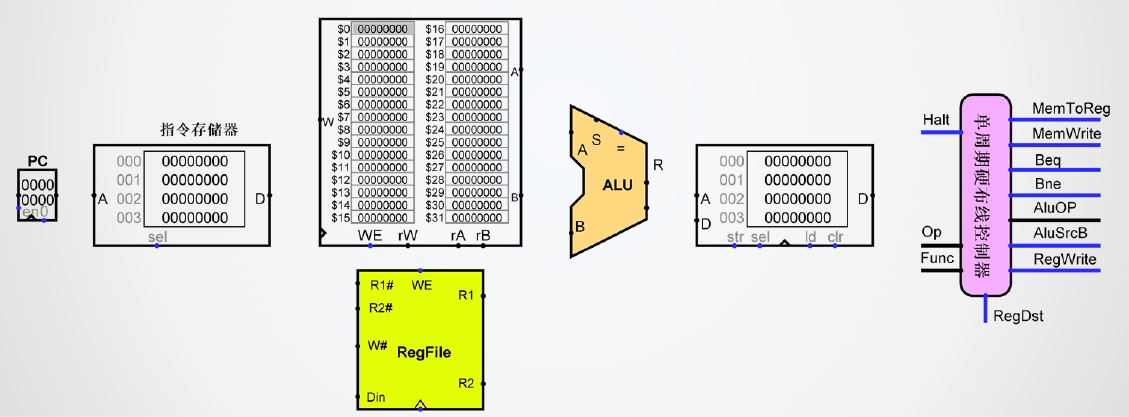 PC
0000
0000
en0
指令存储器
000 00000000
001 00000000
002 00000000
003 00000000
A
D
sel
$0 00000000 $16 00000000
$1 00000000 $17 00000000
$2 00000000 $18 00000000
$3 00000000 $19 00000000
$4 00000000 $20 00000000
$5 00000000 $21 00000000
$6 00000000 $22 00000000
$7 00000000 $23 00000000
$8 00000000 $24 00000000
$9 00000000 $25 00000000
$10 00000000 $26 00000000
$11 00000000 $27 00000000
$12 00000000 $28 00000000
$13 00000000 $29 00000000
$14 00000000 $30 00000000
$15 00000000 $31 00000000
W
A
B
WE rW rA rB
R1# WE R1
R2#
W# RegFile
R2
Din
S
A =
R
ALU
B
000 00000000
001 00000000
002 00000000
003 00000000
A
D
D
str sel ld clr
单周期硬布线控制器
Halt
Op
Func
MemToReg
MemWrite
Beq
Bne
AluOP
AluSrcB
RegWrite
RegDst